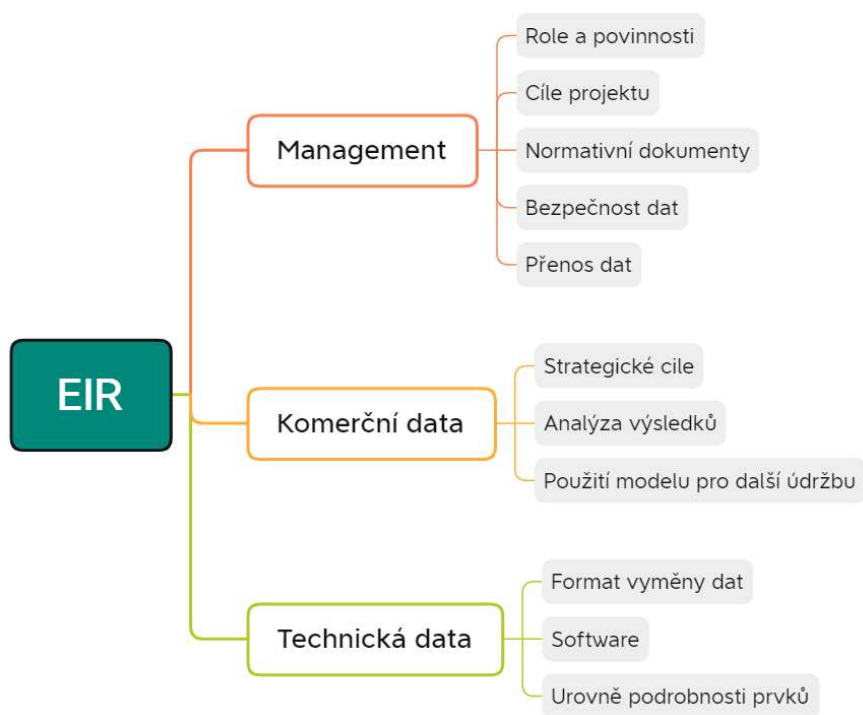 Role a povinnosti
Cíle projektu
Management
Normativní dokumenty
Bezpečnost dat
Přenos dat
EIR
Strategické cile
Komerční data
Analýza výsledků
Použití modelu pro další údržbu
Format vyměny dat
Technická data
Software
Urovně podrobnosti prvků